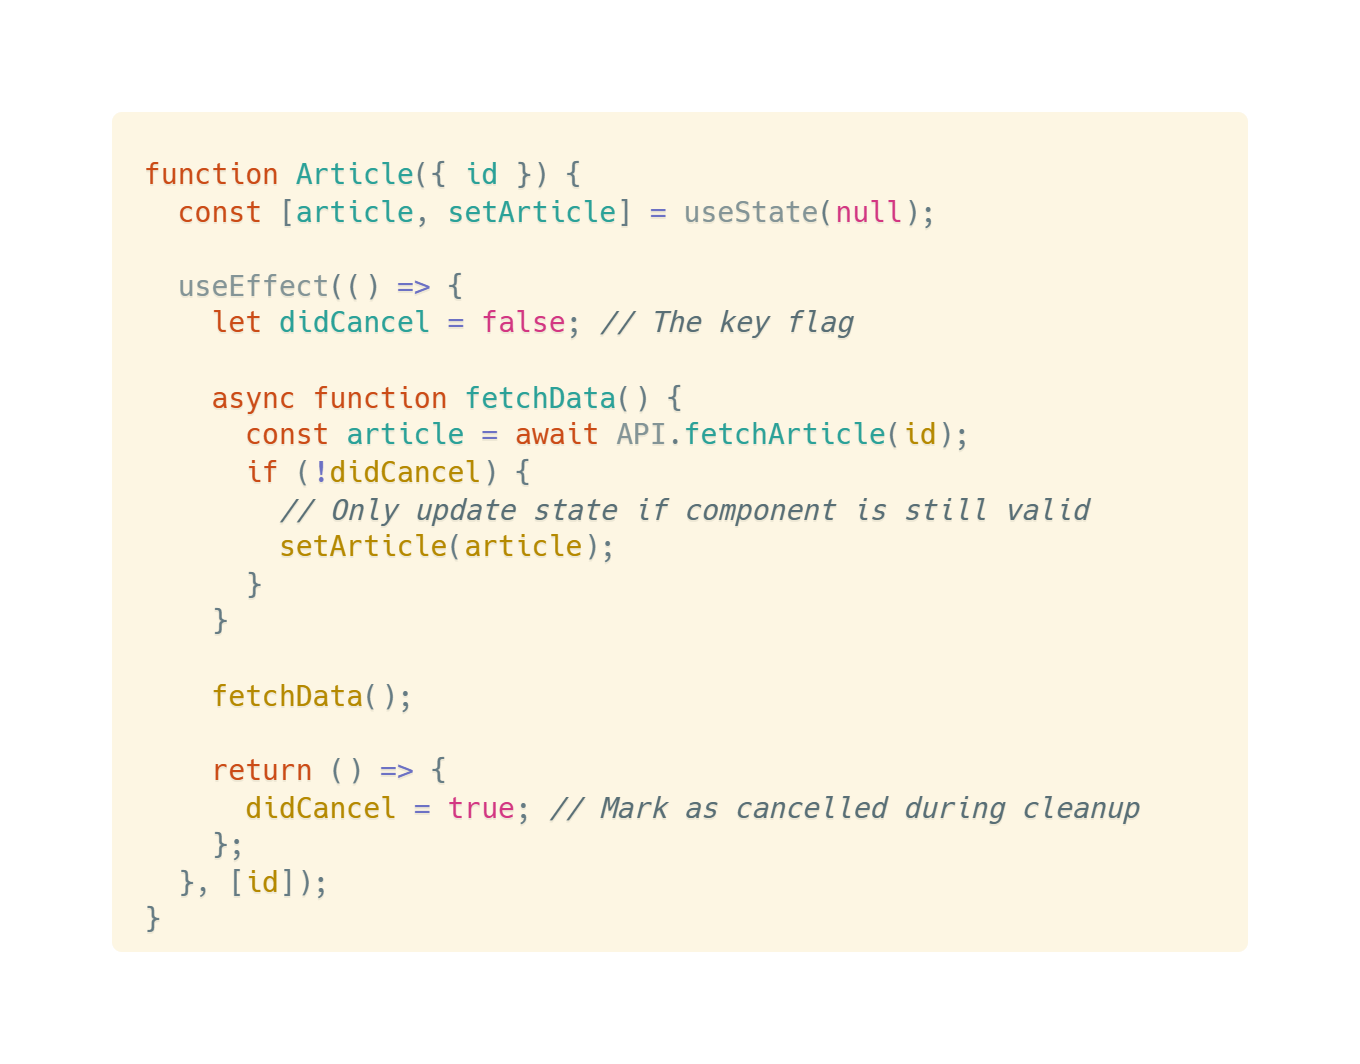 function Article({ id }) {
  const [article, setArticle] = useState(null);

  useEffect(() => {
    let didCancel = false; // The key flag

    async function fetchData() {
      const article = await API.fetchArticle(id);
      if (!didCancel) {
        // Only update state if component is still valid
        setArticle(article);
      }
    }

    fetchData();

    return () => {
      didCancel = true; // Mark as cancelled during cleanup
    };
  }, [id]);
}